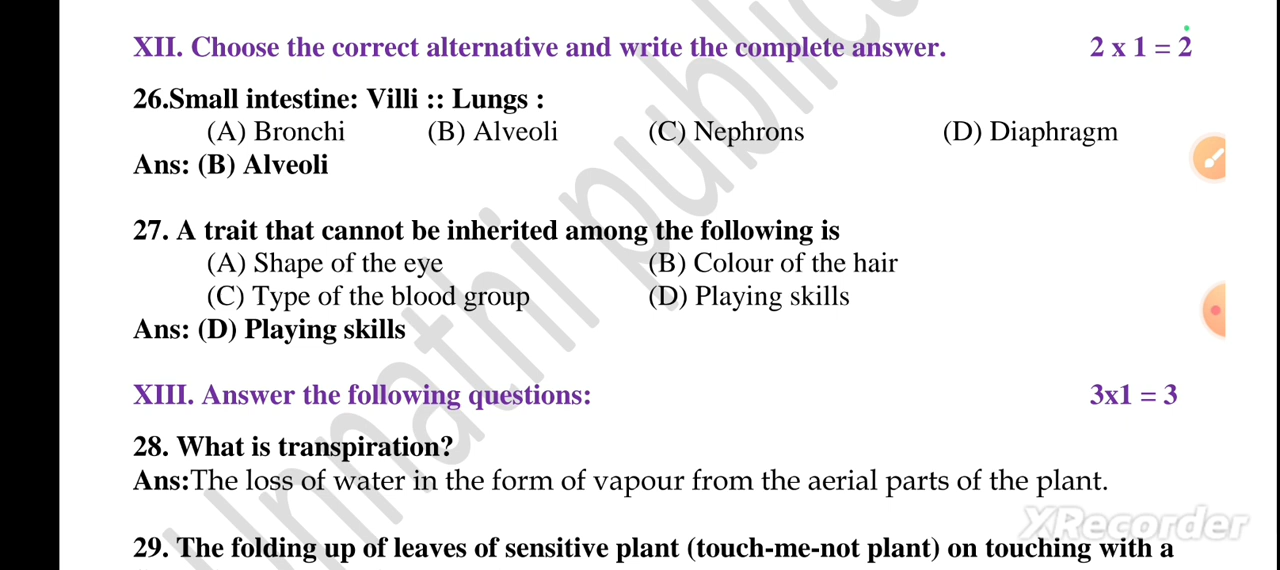 XII. Choose the correct alternative and write the complete answer. 2 x 1 = 2
26.Small intestine: Villi :: Lungs :
(A) Bronchi (B) Alveoli (C) Nephrons (D) Diaphragm
Ans: (B) Alveoli
27. A trait that cannot be inherited among the following is
(A) Shape of the eye (B) Colour of the hair
(C) Type of the blood group (D) Playing skills
Ans: (D) Playing skills
XIII. Answer the following questions: 3x1 = 3
28. What is transpiration?
Ans:The loss of water in the form of vapour from the aerial parts of the plant.
XRecorder
29. The folding up of leaves of sensitive plant (touch-me-not plant) on touching with a